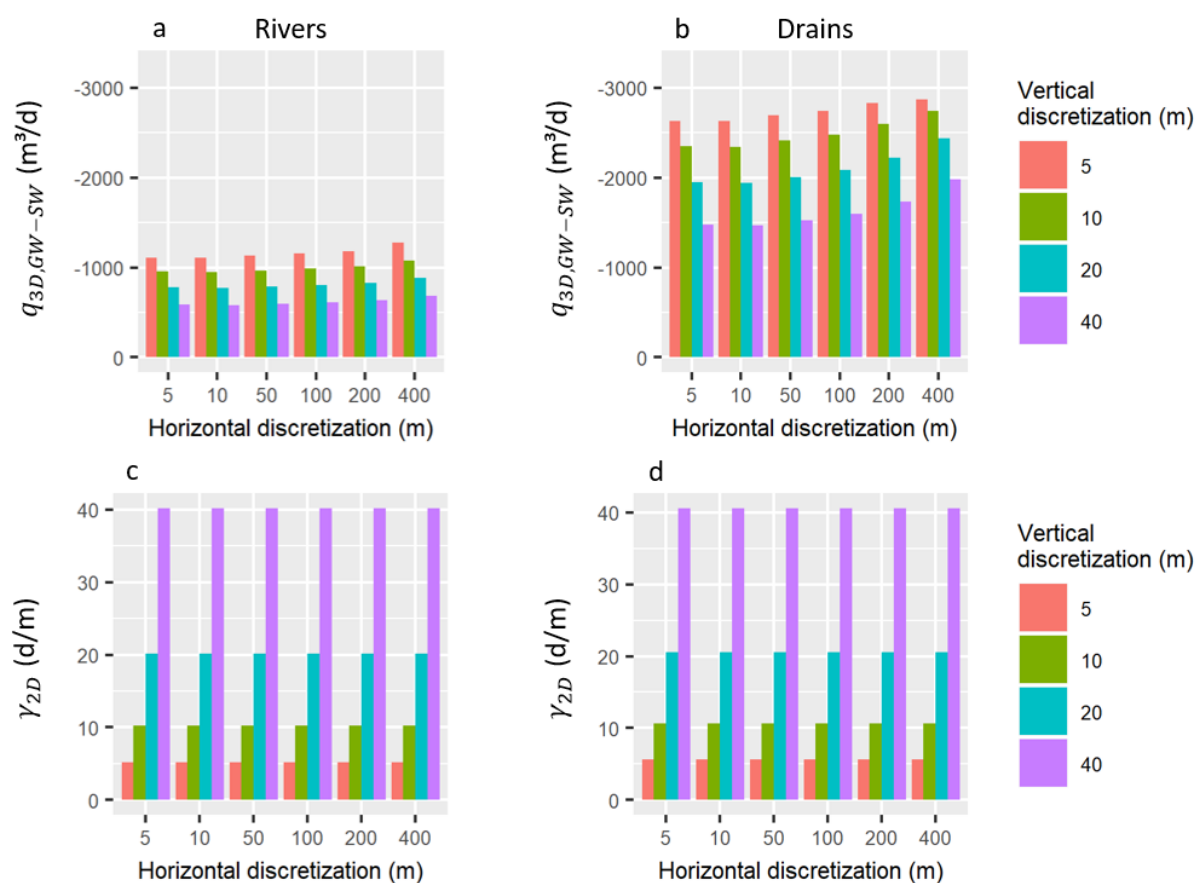 a Rivers
b Drains
q3D,GW−SW (m³/d)
-3000
-2000
-1000
0
5 10 50 100 200 400
Horizontal discretization (m)
q3D,GW−SW (m³/d)
-3000
-2000
-1000
0
5 10 50 100 200 400
Horizontal discretization (m)
Vertical
discretization (m)
5
10
20
40
c
γ2D (d/m)
40
30
20
10
0
5 10 50 100 200 400
Horizontal discretization (m)
d
γ2D (d/m)
40
30
20
10
0
5 10 50 100 200 400
Horizontal discretization (m)
Vertical
discretization (m)
5
10
20
40